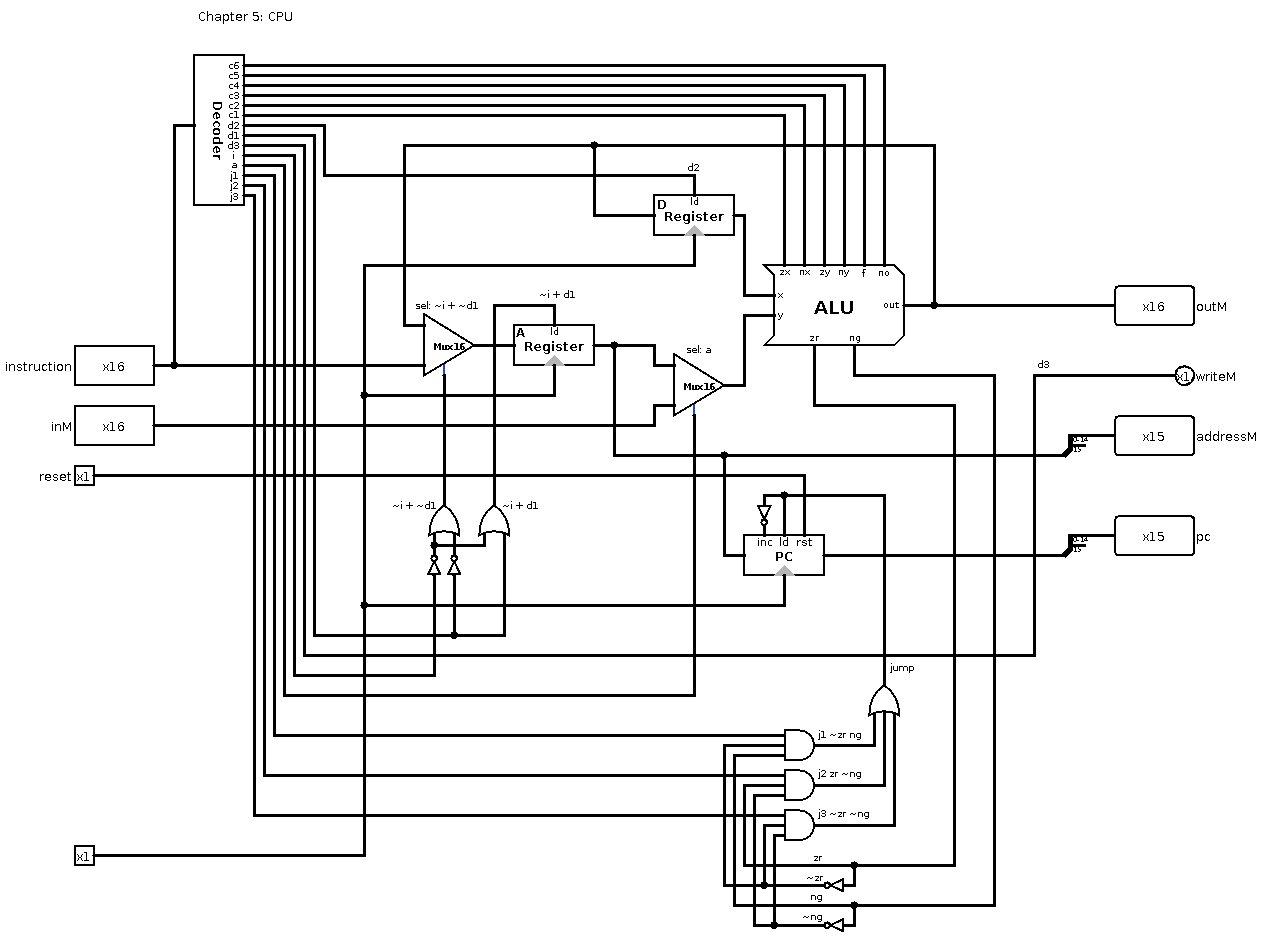 Chapter 5: CPU
Decoder
c6
c5
c4
c3
c2
c1
d2
d1
d3
i
a
j1
j2
j3
d2
D
ld
Register
zx nx zy ny f no
x
y
ALU
out
zr ng
x16
outM
sel: ~i + ~d1
Mux16
~i + d1
A
ld
Register
sel: a
Mux16
instruction
x16
inM
x16
reset
x1
d3
x1
writeM
x15
addressM
15
x15
pc
15
~i + ~d1
~i + d1
inc ld rst
PC
jump
j1 ~zr ng
j2 zr ~ng
j3 ~zr ~ng
x1
zr
~zr
ng
~ng